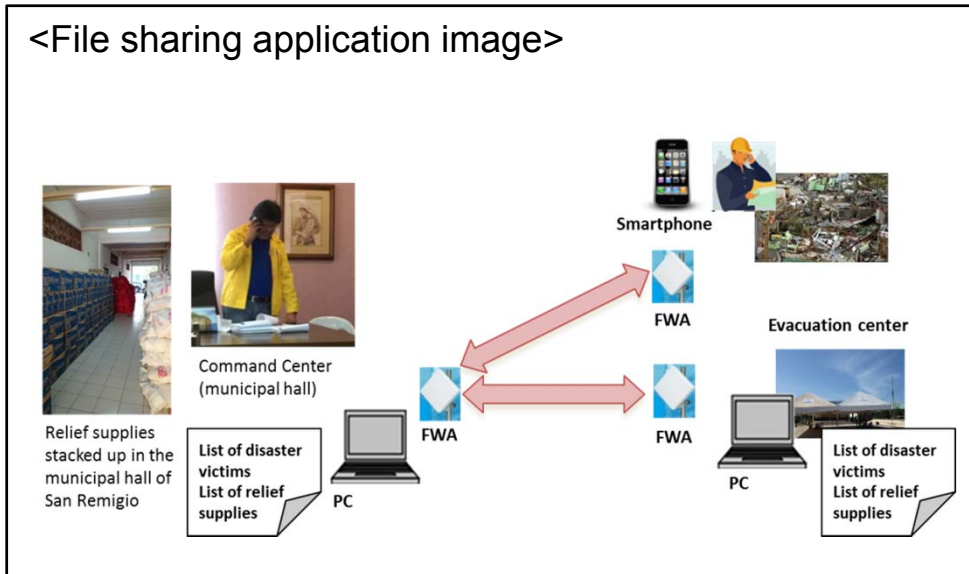 <File sharing application image>
Smartphone
FWA
Evacuation center
Command Center
(municipal hall)
FWA
FWA
Relief supplies
stacked up in the
municipal hall of
San Remigio
List of disaster
victims
List of relief
supplies
PC
PC
List of disaster
victims
List of relief
supplies